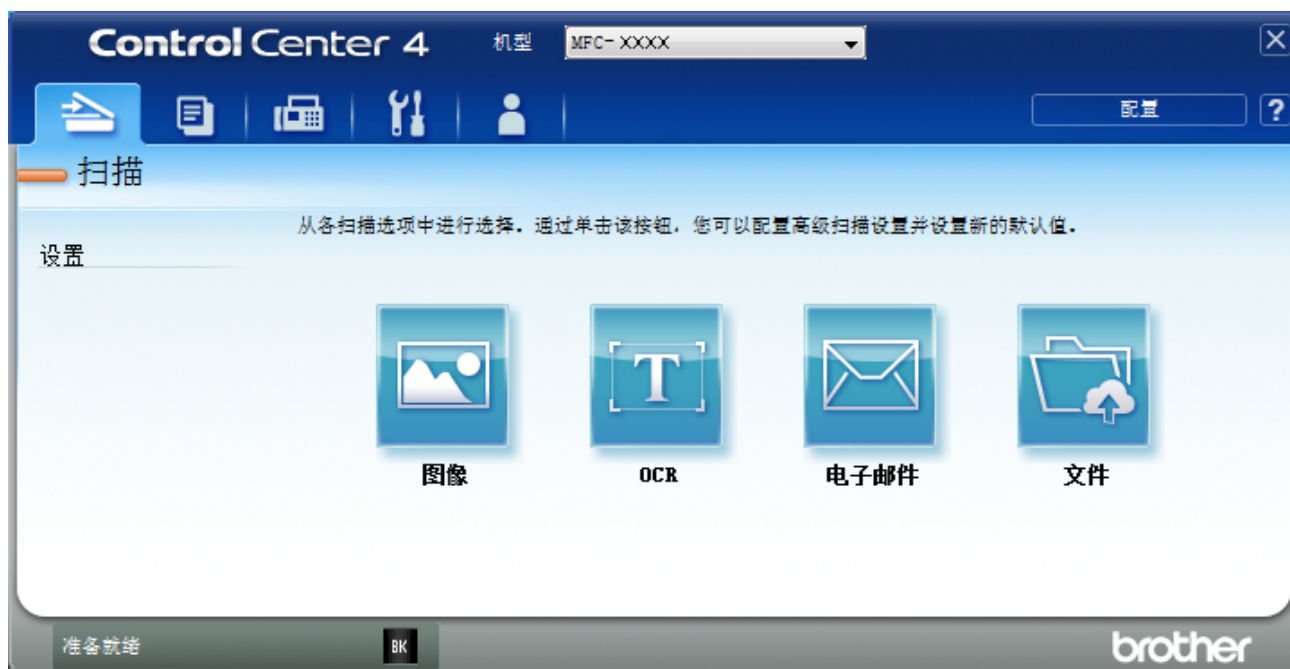 Control Center 4 机型 MFC-XXXX
配置 ?
扫描
从各扫描选项中进行选择。通过单击该按钮，您可以配置高级扫描设置并设置新的默认值。
设置
T
图像 OCR 电子邮件 文件
准备就绪 BK brother